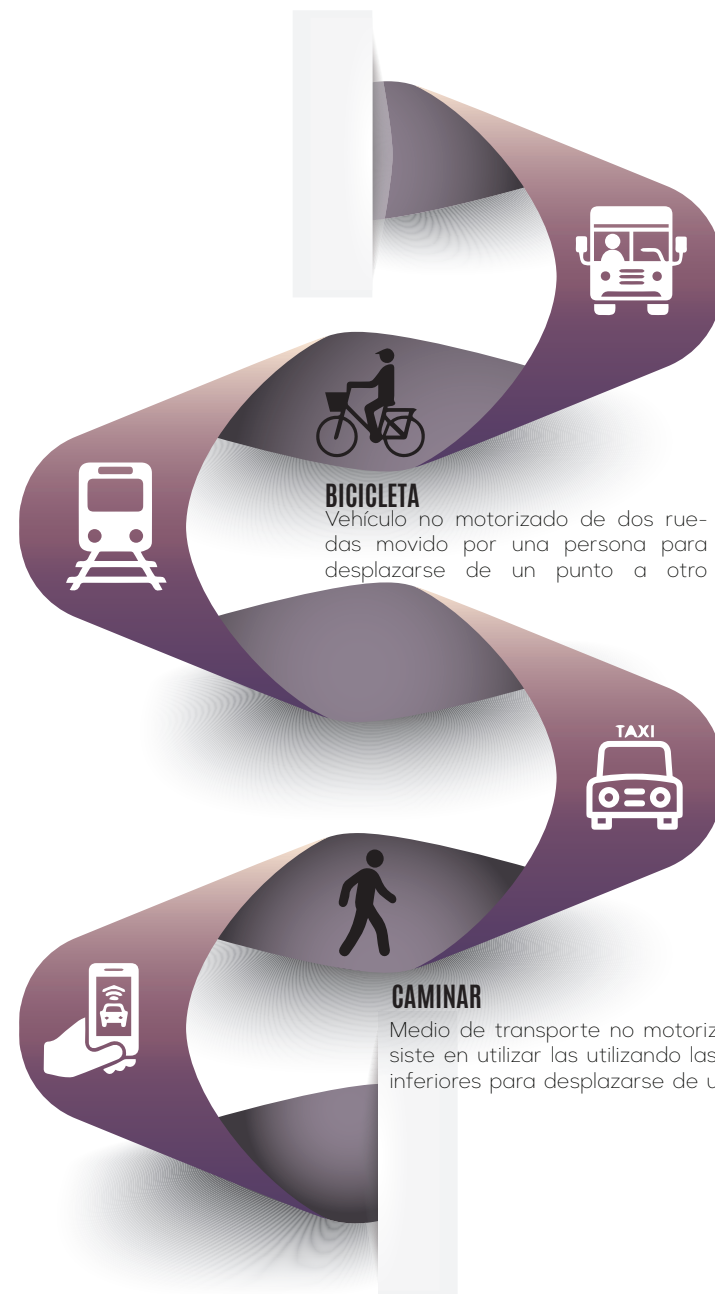 BICICLETA
Vehículo no motorizado de dos rue-
das movido por una persona para
desplazarse de un punto a otro
TAXI
CAMINAR
Medio de transporte no motoriz
siste en utilizar las utilizando las
inferiores para desplazarse de u